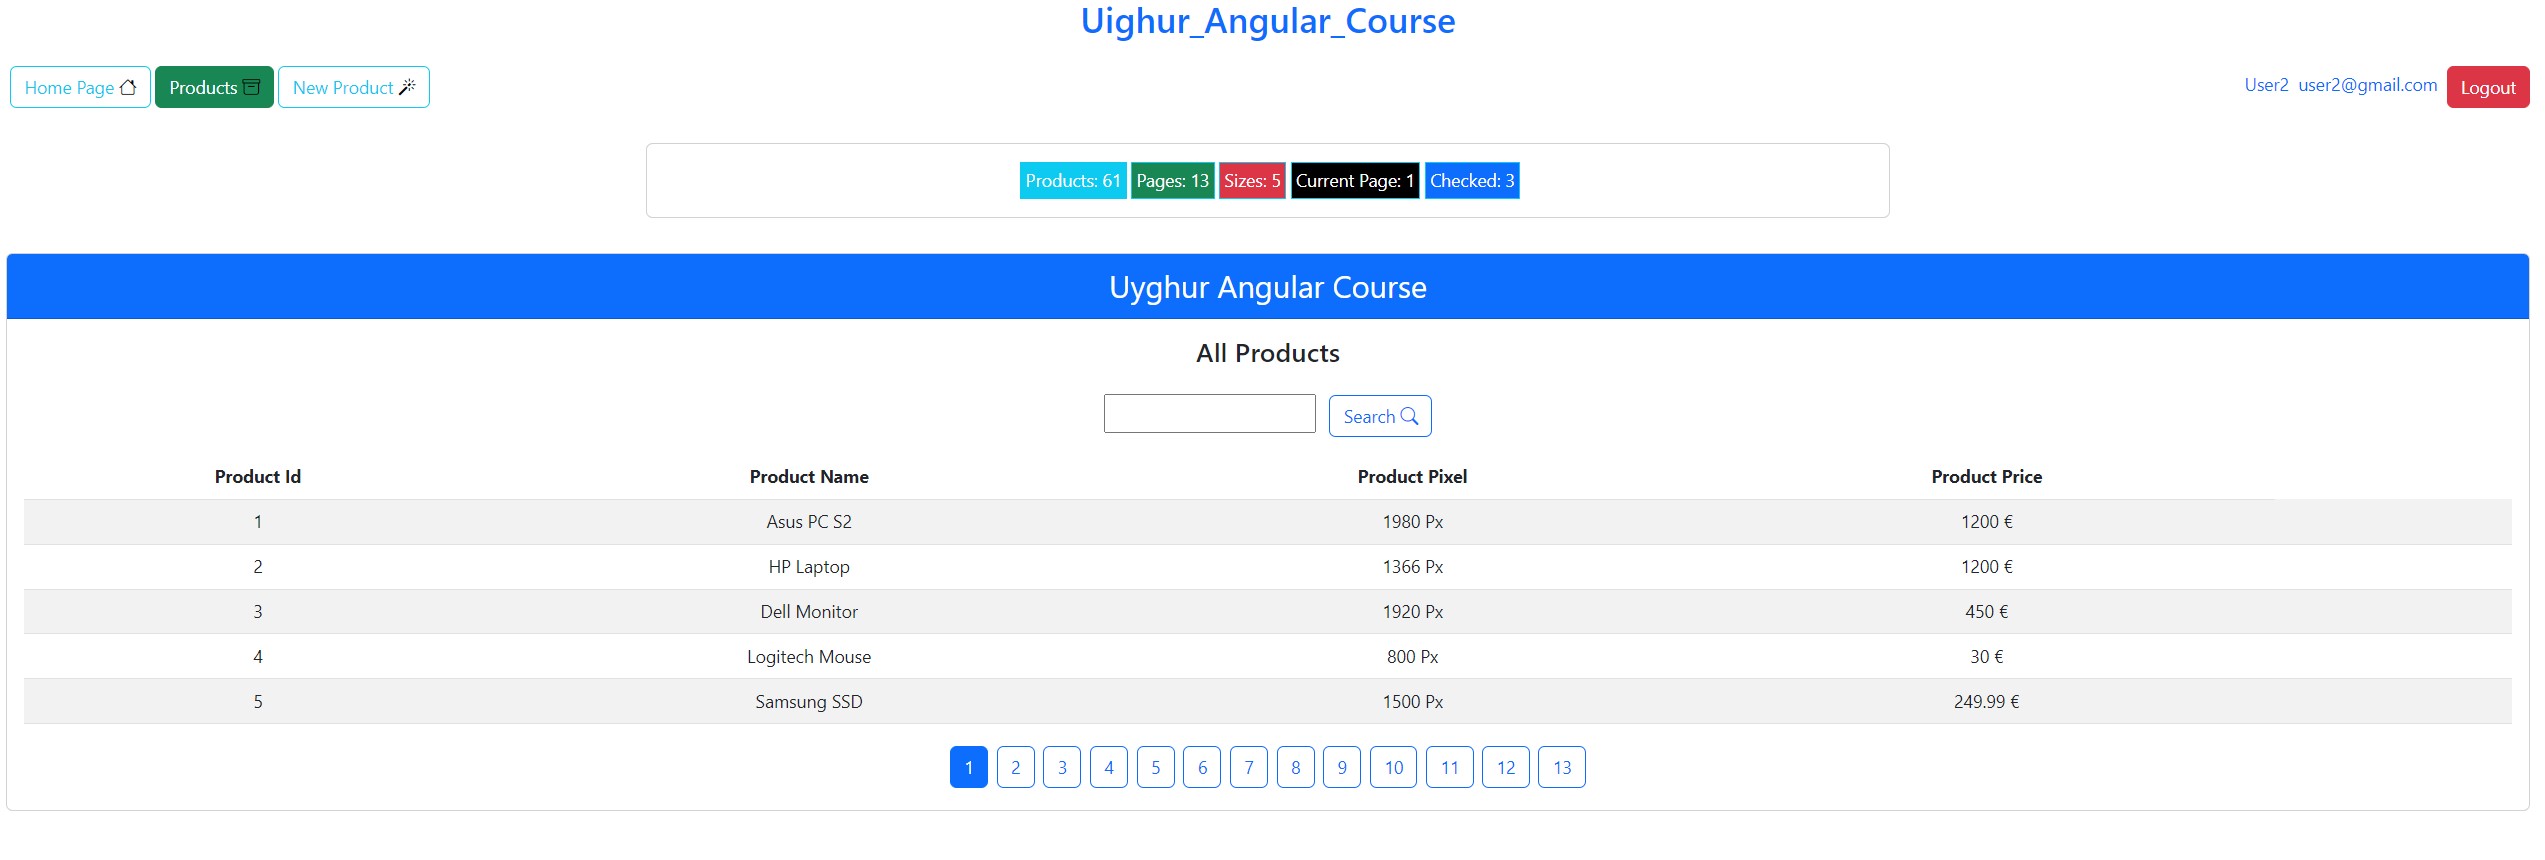 Uighur_Angular_Course
Home Page Products New Product User2 user2@gmail.com Logout
Products: 61 Pages: 13 Sizes: 5 Current Page: 1 Checked: 3
Uyghur Angular Course
All Products
Search
Product Id Product Name Product Pixel Product Price
1 Asus PC S2 1980 Px 1200 €
2 HP Laptop 1366 Px 1200 €
3 Dell Monitor 1920 Px 450 €
4 Logitech Mouse 800 Px 30 €
5 Samsung SSD 1500 Px 249.99 €
1 2 3 4 5 6 7 8 9 10 11 12 13